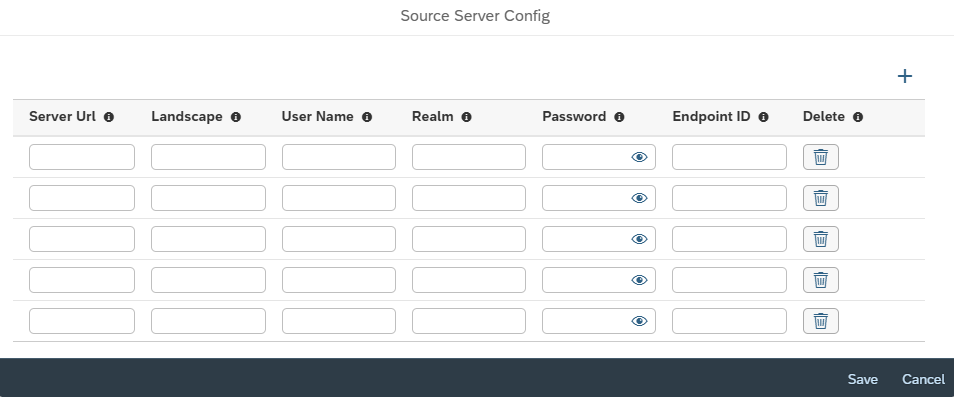 Source Server Config
Server Url Landscape User Name Realm Password Endpoint ID Delete
Save Cancel